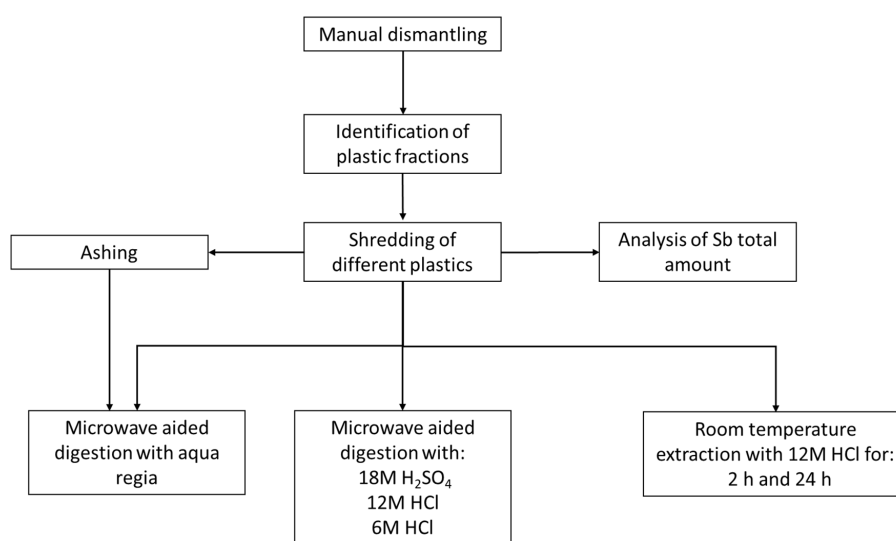 Manual dismantling
Identification of
plastic fractions
Ashing
Shredding of
different plastics
Analysis of Sb total
amount
Microwave aided
digestion with aqua
regia
Microwave aided
digestion with:
18M H₂SO₄
12M HCl
6M HCl
Room temperature
extraction with 12M HCl for:
2 h and 24 h